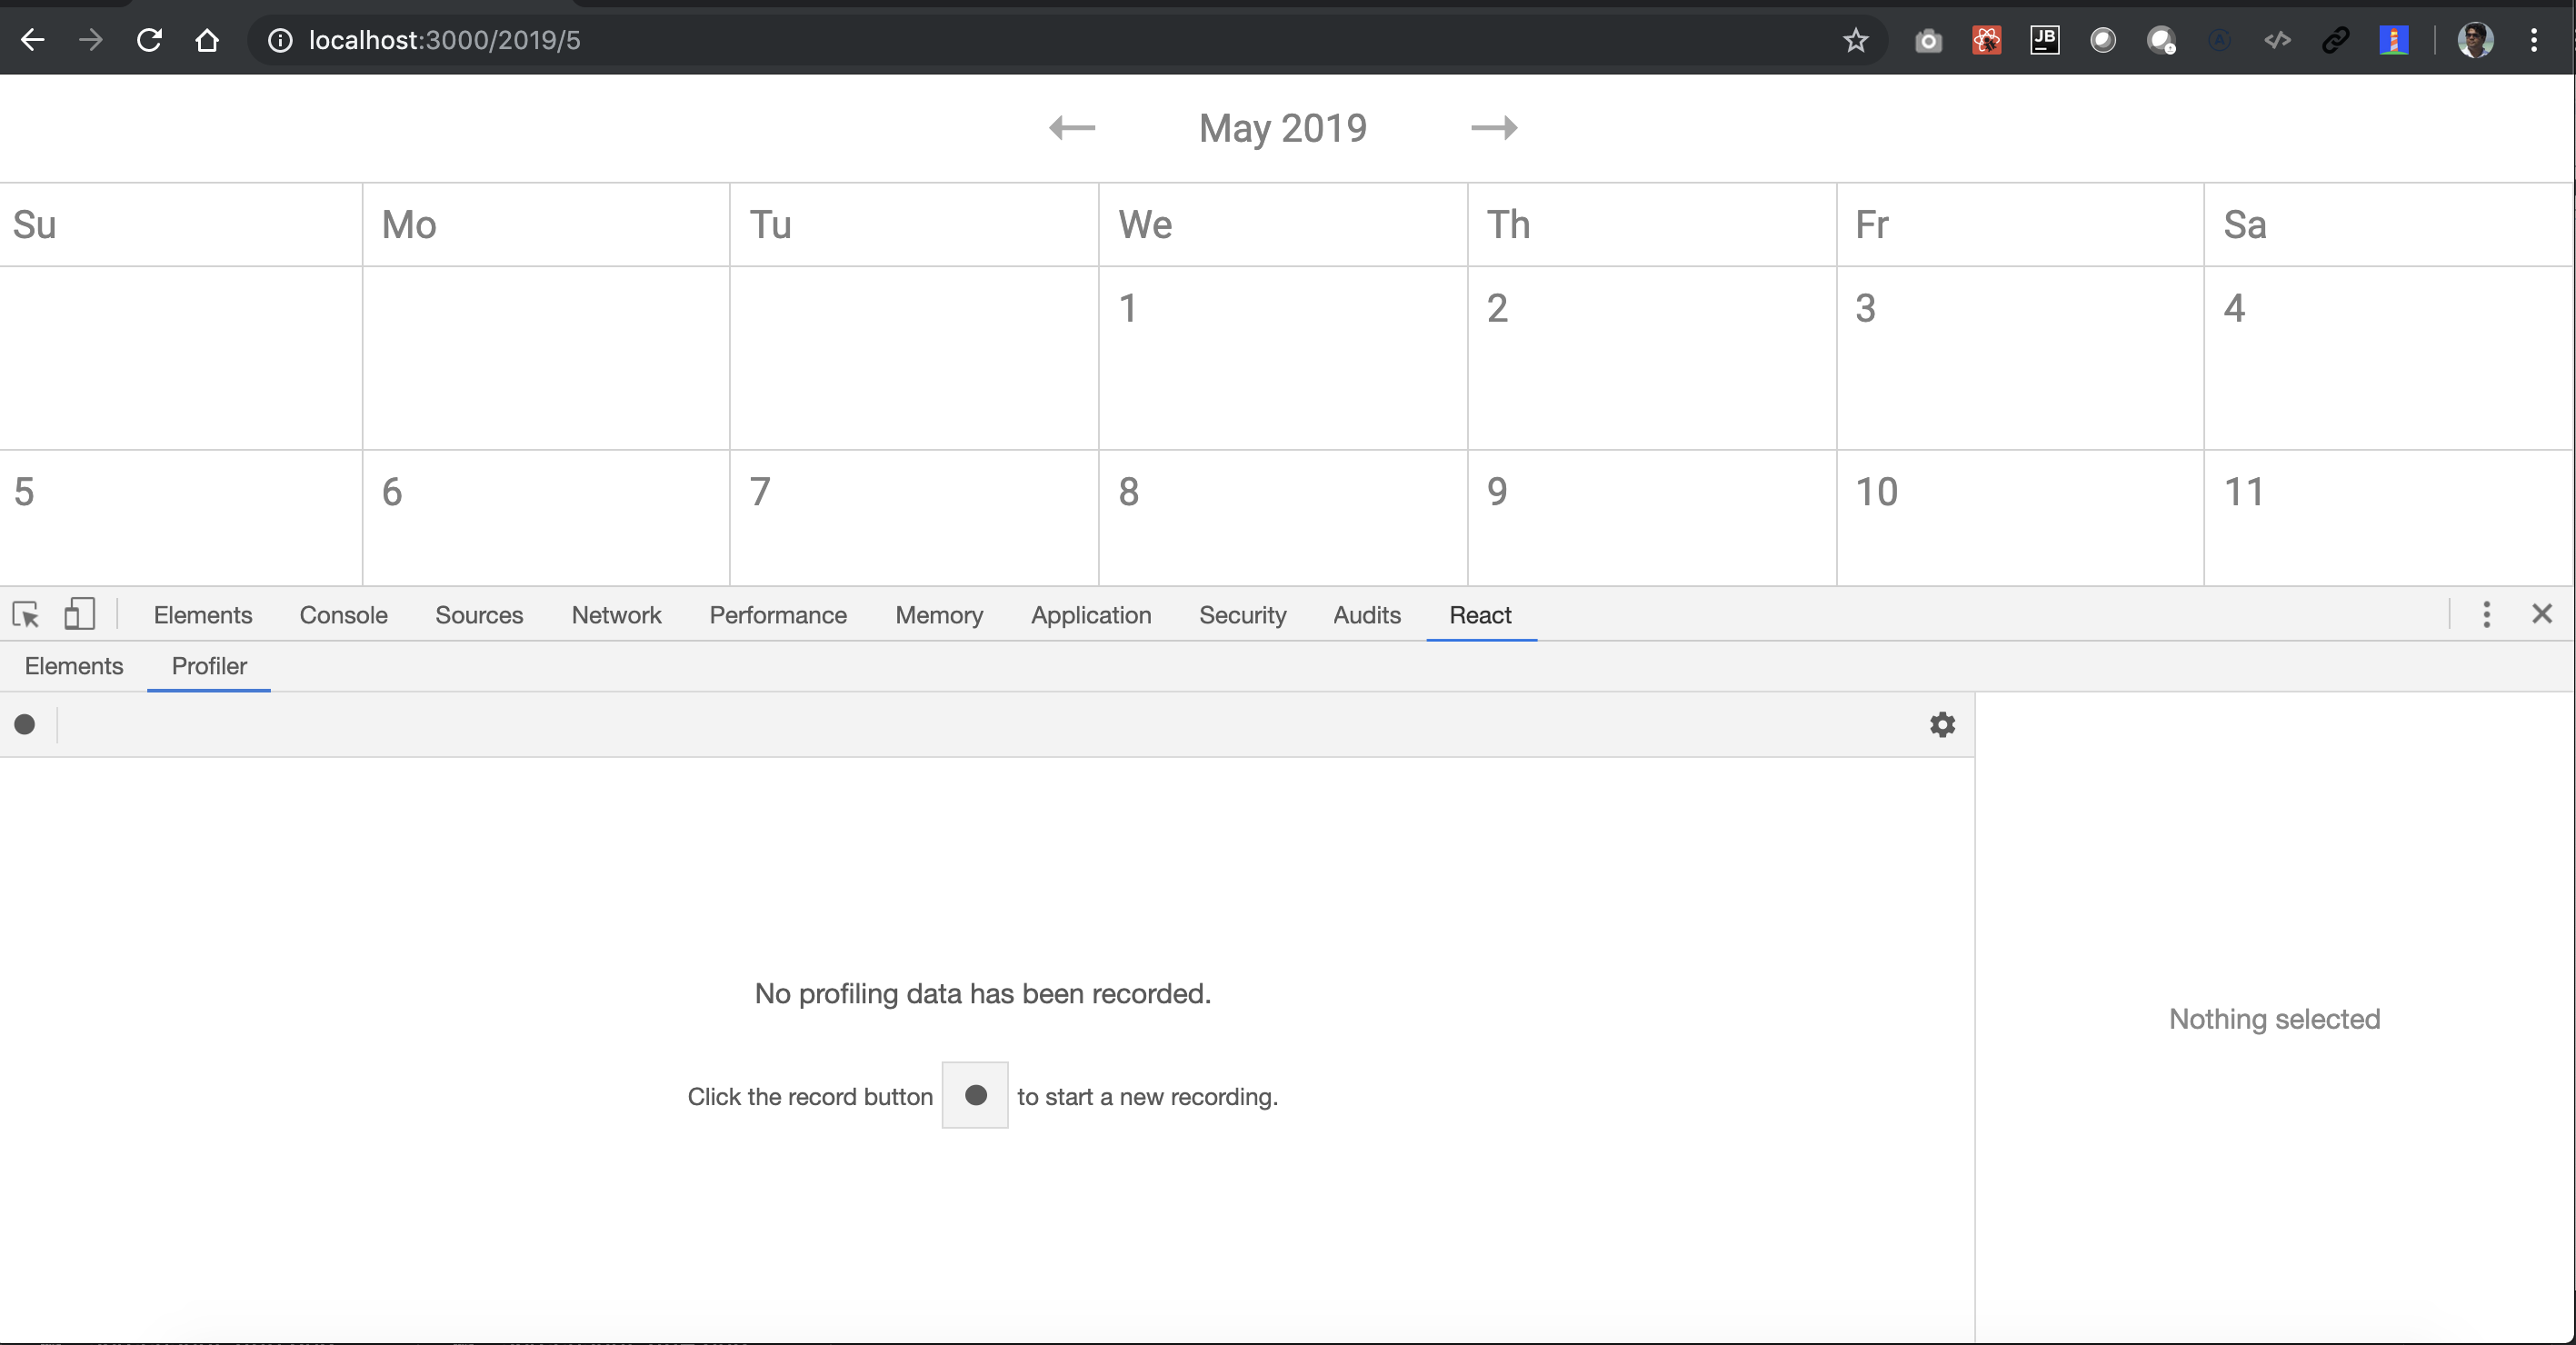 localhost:3000/2019/5
JB
May 2019
Su Mo Tu We Th Fr Sa
1 2 3 4
5 6 7 8 9 10 11
Elements Console Sources Network Performance Memory Application Security Audits React
Elements Profiler
No profiling data has been recorded.
Nothing selected
Click the record button to start a new recording.